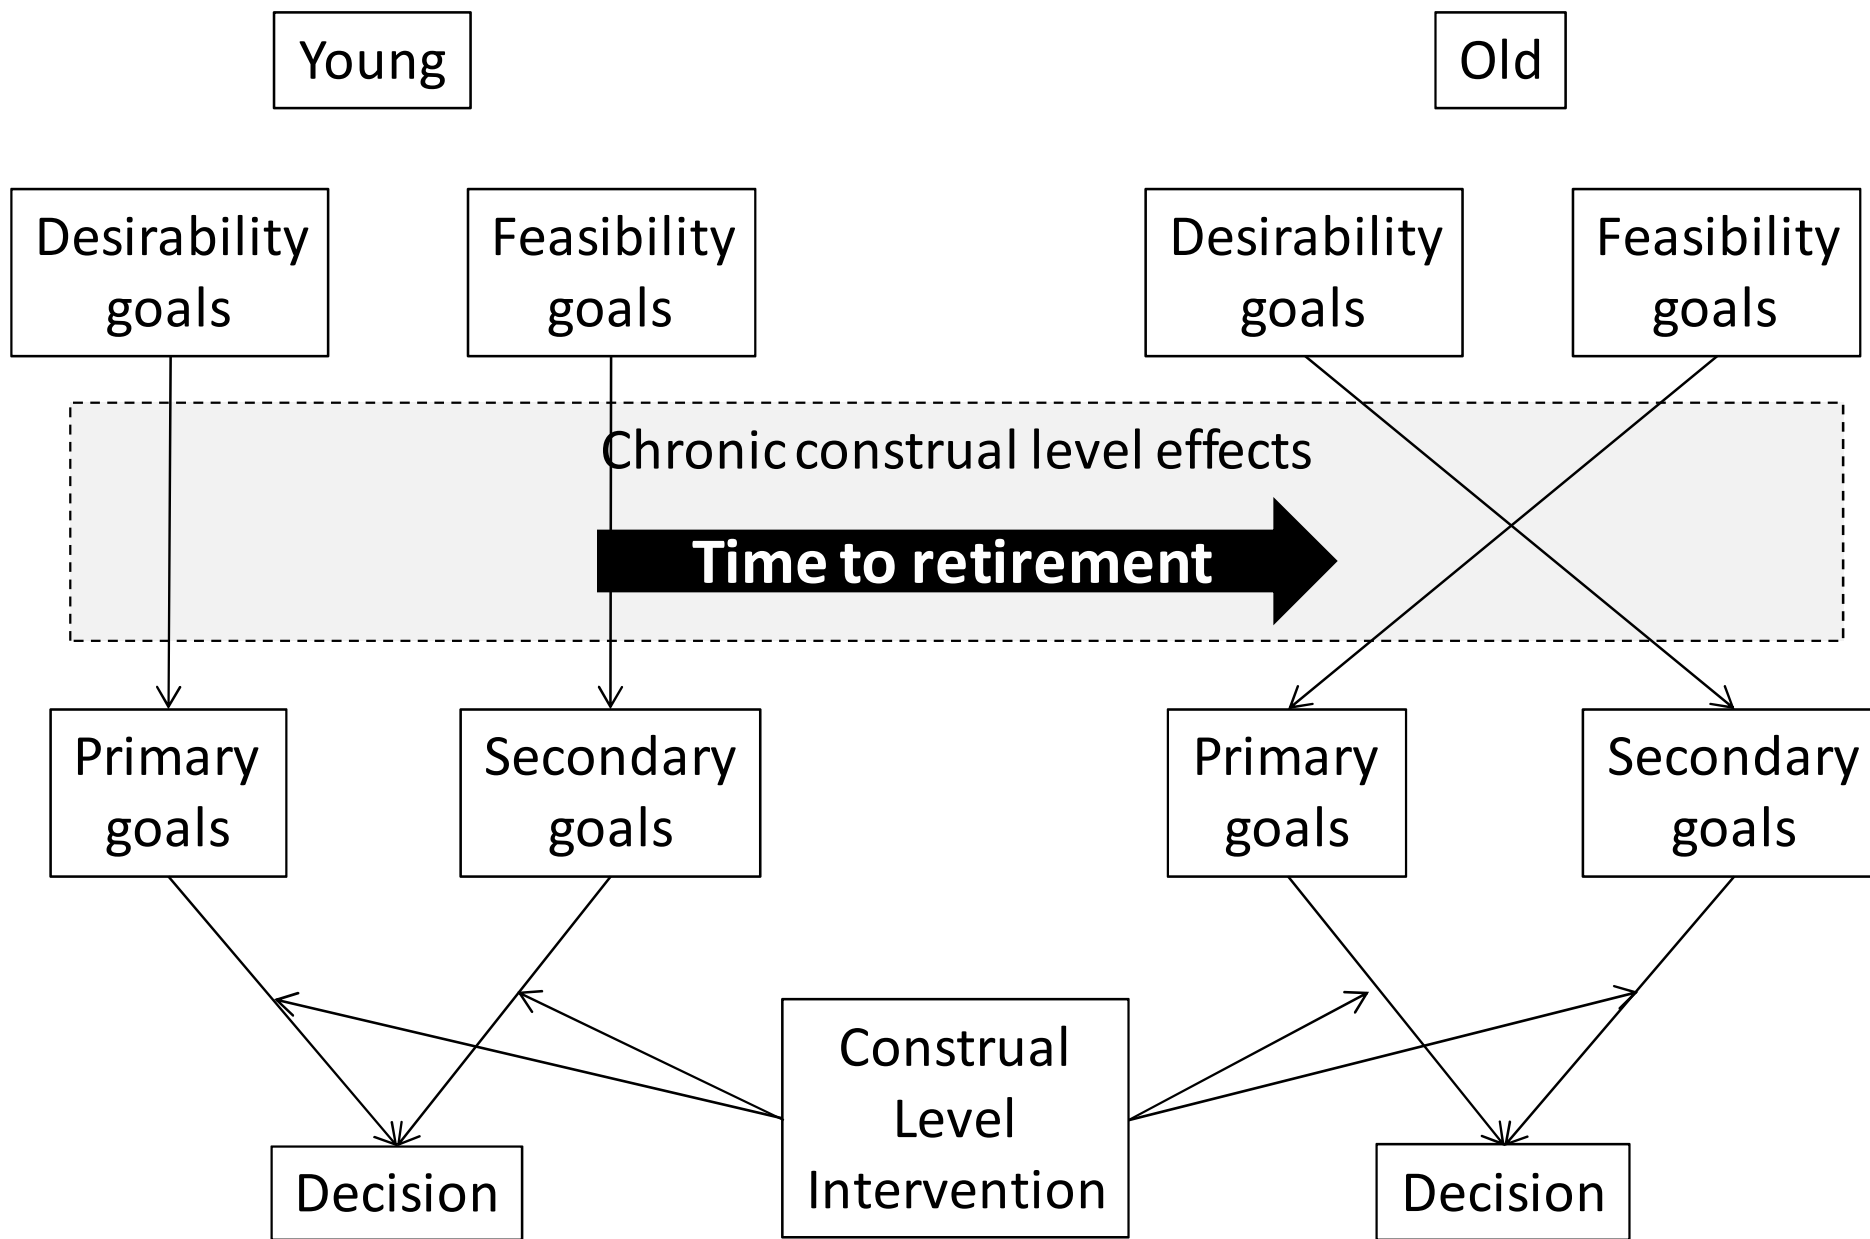 Young
Old
Desirability
goals
Feasibility
goals
Desirability
goals
Feasibility
goals
Chronic construal level effects
Time to retirement
Primary
goals
Secondary
goals
Primary
goals
Secondary
goals
Construal
Level
Intervention
Decision
Decision